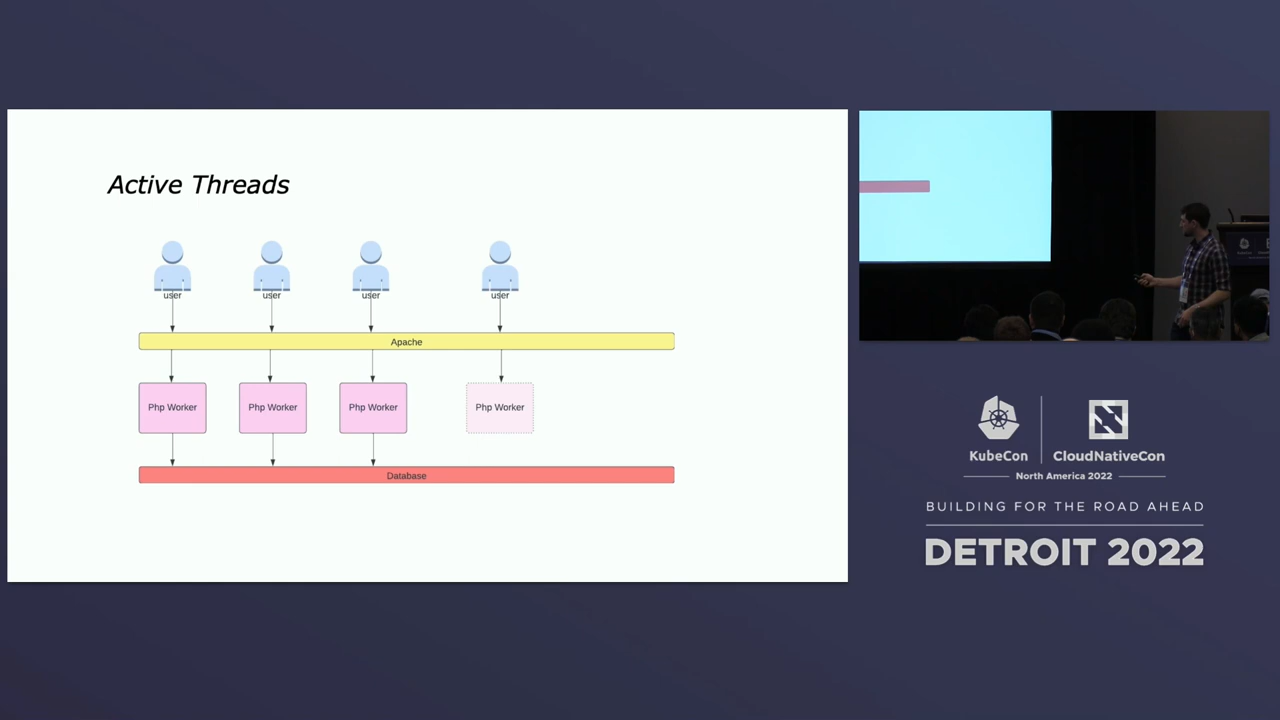 Active Threads
user
user
user
user
Apache
Php Worker
Php Worker
Php Worker
Php Worker
Database
KubeCon
CloudNativeCon
North America 2022
BUILDING FOR THE ROAD AHEAD
DETROIT 2022